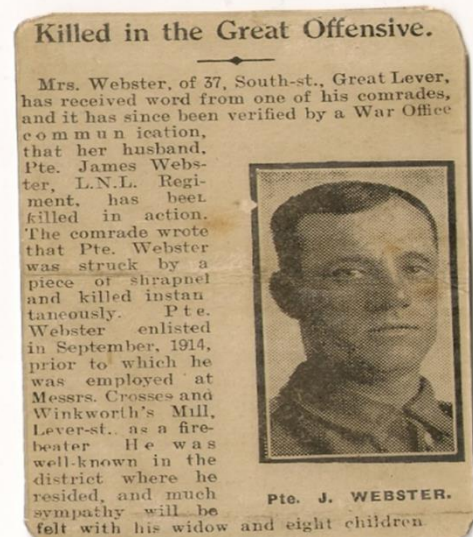 Killed in the Great Offensive.
Mrs. Webster, of 37, South-st., Great Lever,
has received word from one of his comrades,
and it has since been verified by a War Office
commun ication,
that her husband,
Pte. James Webs-
ter, L.N.L. Regi-
ment, has been
killed in action.
The comrade wrote
that Pte. Webster
was struck by a
piece of shrapnel
and killed instan
taneously. Pte.
Webster enlisted
in September, 1914,
prior to which he
was employed at
Messrs. Crosses and
Winkworth's Mill,
Lever-st., as a fire-
beater He was
well-known in the
district where he
resided, and much
sympathy will be
felt with his widow and eight children
Pte. J. WEBSTER.